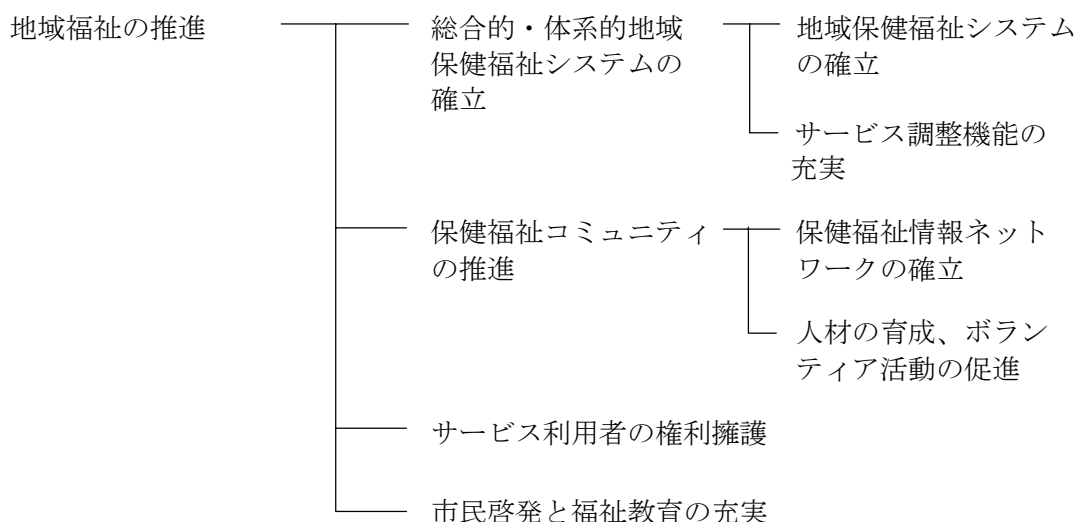 地域福祉の推進
総合的・体系的地域
保健福祉システムの
確立
地域保健福祉システム
の確立
サービス調整機能の
充実
保健福祉コミュニティ
の推進
保健福祉情報ネット
ワークの確立
人材の育成、ボラン
ティア活動の促進
サービス利用者の権利擁護
市民啓発と福祉教育の充実